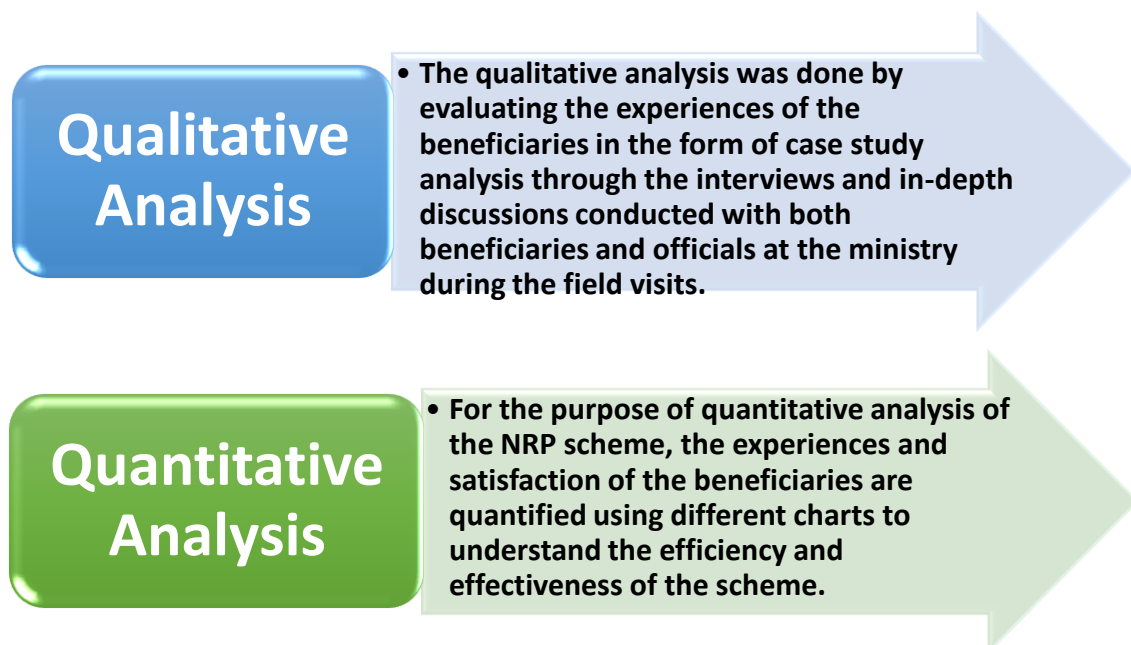 Qualitative
Analysis
• The qualitative analysis was done by
evaluating the experiences of the
beneficiaries in the form of case study
analysis through the interviews and in-depth
discussions conducted with both
beneficiaries and officials at the ministry
during the field visits.
Quantitative
Analysis
• For the purpose of quantitative analysis of
the NRP scheme, the experiences and
satisfaction of the beneficiaries are
quantified using different charts to
understand the efficiency and
effectiveness of the scheme.